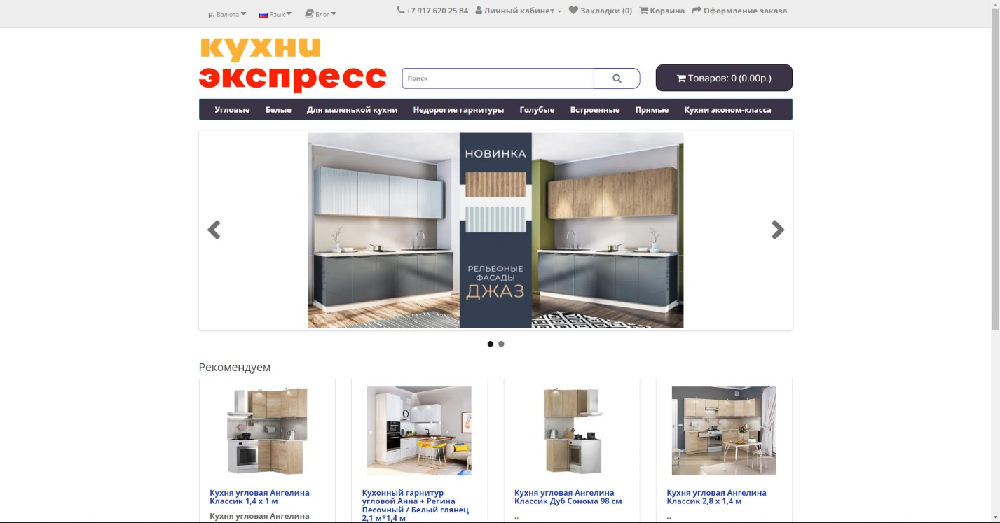 р. Валюта Язык Блог +7 917 620 25 84 Личный кабинет Закладки (0) Корзина Оформление заказа
кухни
экспресс
Поиск Товаров: 0 (0.00р.)
Угловые Белые Для маленькой кухни Недорогие гарнитуры Голубые Встроенные Прямые Кухни эконом-класса
НОВИНКА
РЕЛЬЕФНЫЕ
ФАСАДЫ
ДЖАЗ
Рекомендуем
Кухня угловая Ангелина
Классик 1,4 х 1 м
Кухня угловая Ангелина
Кухонный гарнитур
угловой Анна + Регина
Песочный / Белый глянец
2,1 м*1,4 м
Кухня угловая Ангелина
Классик Дуб Сонома 98 см
..
Кухня угловая Ангелина
Классик 2,8 х 1,4 м
..